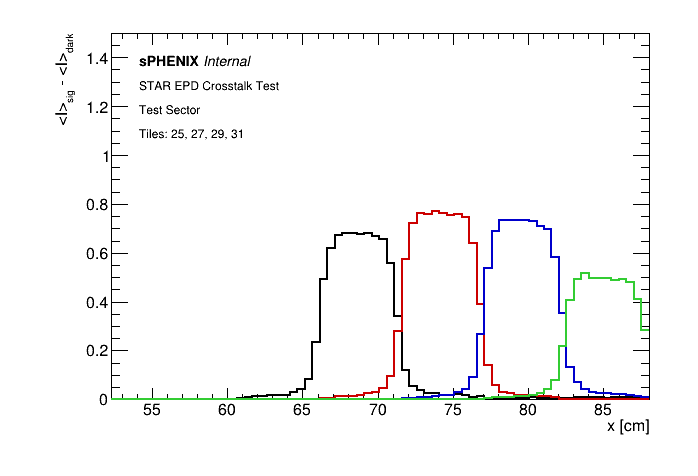 <I>sig - <I>dark
sPHENIX Internal
STAR EPD Crosstalk Test
Test Sector
Tiles: 25, 27, 29, 31
1.4
1.2
1
0.8
0.6
0.4
0.2
0
55 60 65 70 75 80 85
x [cm]